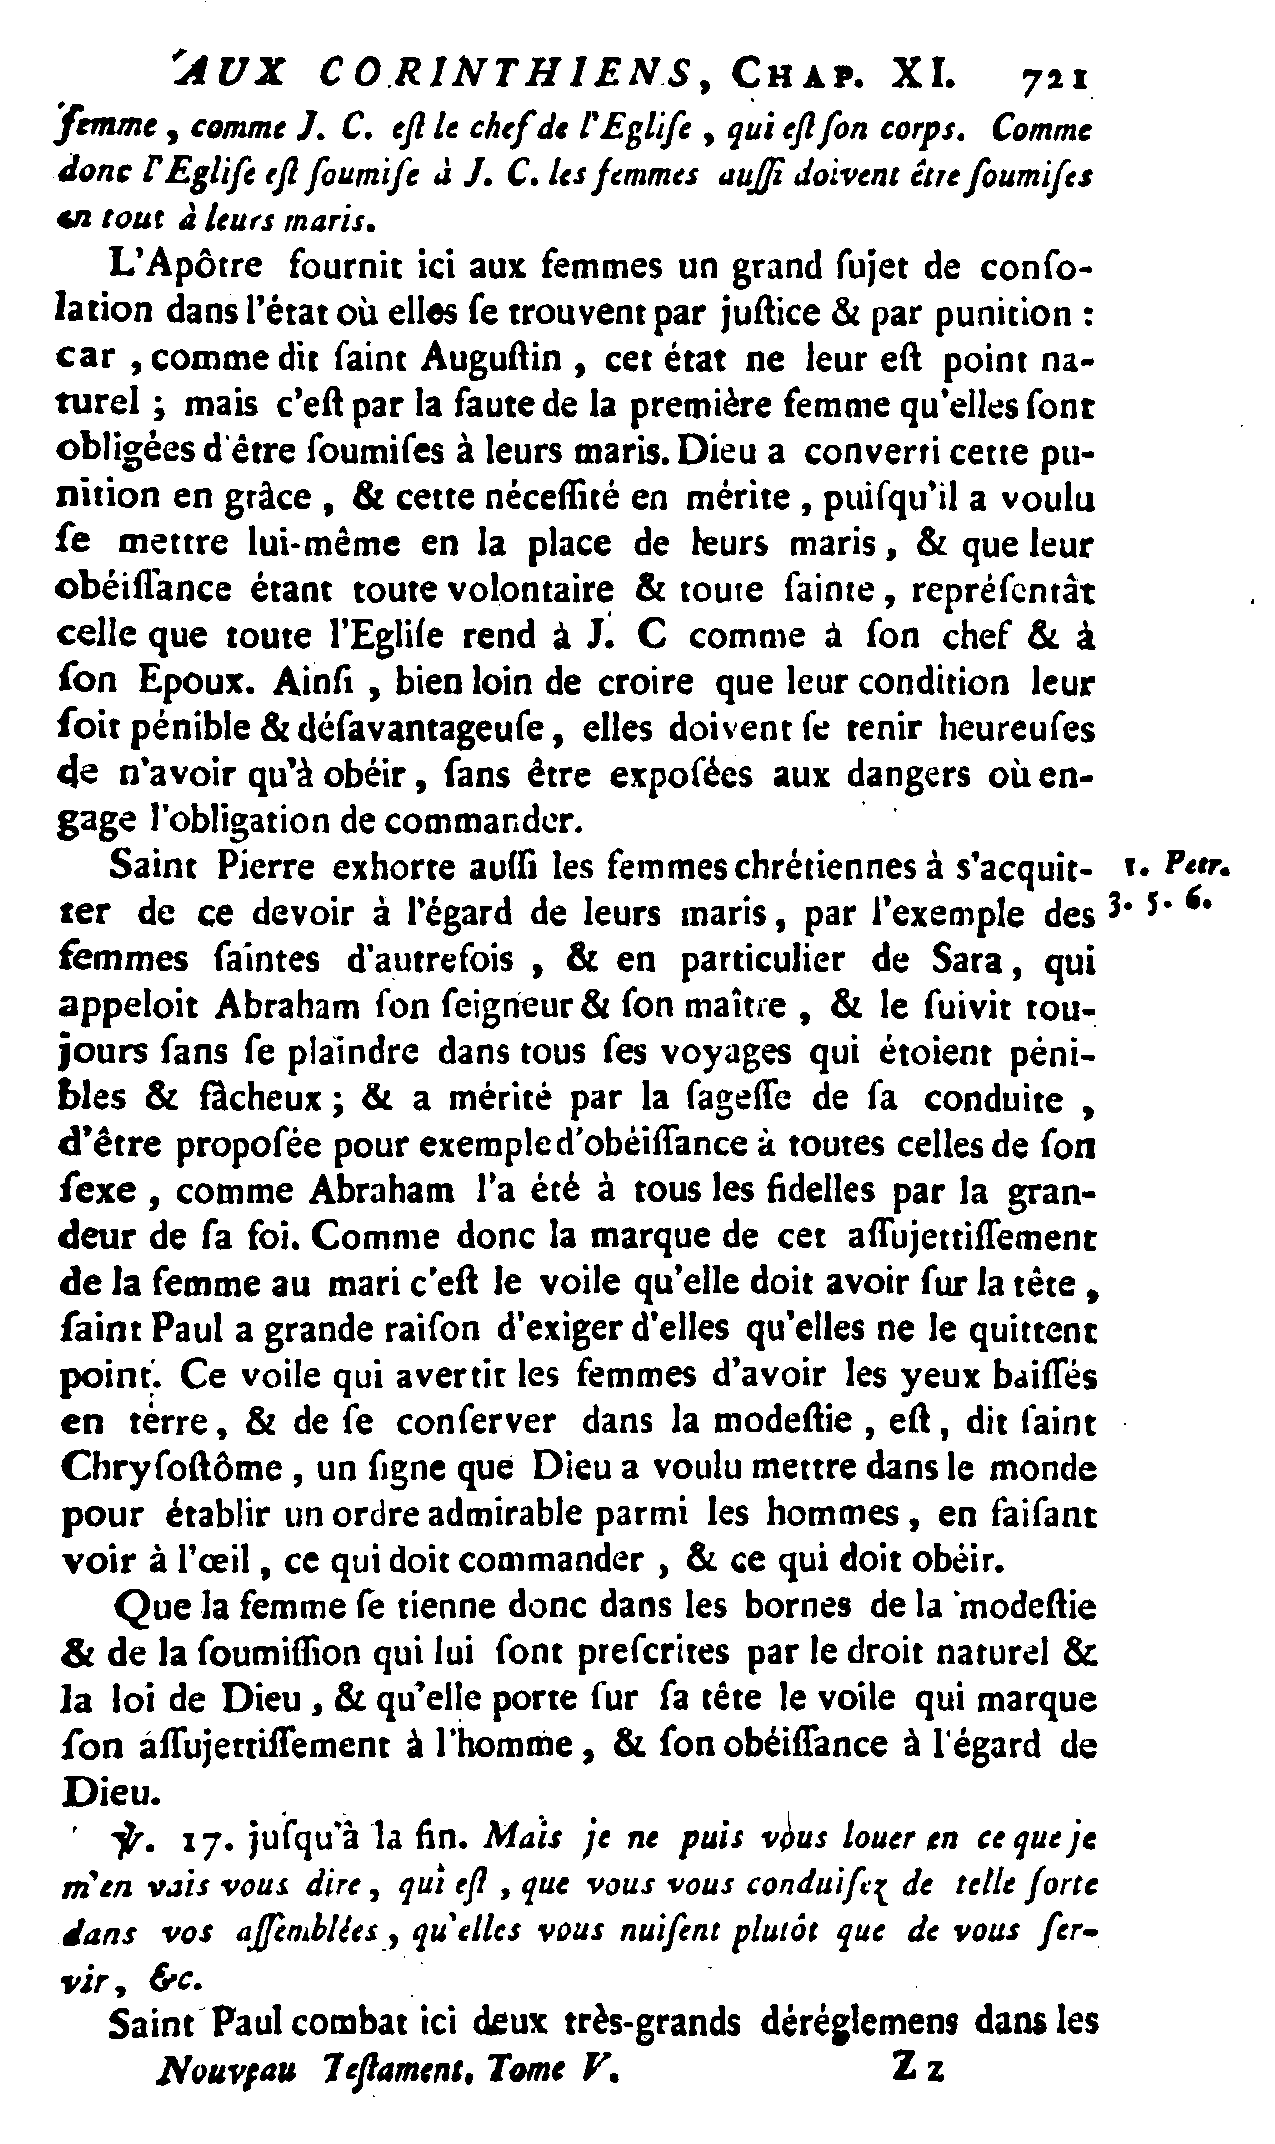 AUX CORINTHIENS, CHAP. XI. 721
femme, comme J. C. eſt le chef de l'Egliſe, qui eſt ſon corps. Comme
donc l'Egliſe eſt ſoumiſe à J. C. les femmes auſſi doivent être ſoumiſes
en tout à leurs maris.
L'Apôtre fournit ici aux femmes un grand ſujet de conſo-
lation dans l'état où elles ſe trouvent par juſtice & par punition :
car, comme dit ſaint Auguſtin, cet état ne leur eſt point na-
turel ; mais c'eſt par la faute de la première femme qu'elles ſont
obligées d'être ſoumiſes à leurs maris. Dieu a converti cette pu-
nition en grâce, & cette néceſſité en mérite, puiſqu'il a voulu
ſe mettre lui-même en la place de leurs maris, & que leur
obéiſſance étant toute volontaire & toute ſainte, repréſentât
celle que toute l'Egliſe rend à J. C comme à ſon chef & à
ſon Epoux. Ainſi, bien loin de croire que leur condition leur
ſoit pénible & déſavantageuſe, elles doivent ſe tenir heureuſes
de n'avoir qu'à obéir, ſans être expoſées aux dangers où en-
gage l'obligation de commander.
Saint Pierre exhorte auſſi les femmes chrétiennes à s'acquit- 1. Petr.
ter de ce devoir à l'égard de leurs maris, par l'exemple des 3. 5. 6.
femmes ſaintes d'autrefois, & en particulier de Sara, qui
appeloit Abraham ſon ſeigneur & ſon maître, & le ſuivit tou-
jours ſans ſe plaindre dans tous ſes voyages qui étoient péni-
bles & fâcheux ; & a mérité par la ſageſſe de ſa conduite,
d'être propoſée pour exemple d'obéiſſance à toutes celles de ſon
ſexe, comme Abraham l'a été à tous les fidelles par la gran-
deur de ſa foi. Comme donc la marque de cet aſſujettiſſement
de la femme au mari c'eſt le voile qu'elle doit avoir ſur la tête,
ſaint Paul a grande raiſon d'exiger d'elles qu'elles ne le quittent
point. Ce voile qui avertit les femmes d'avoir les yeux baiſſés
en terre, & de ſe conſerver dans la modeſtie, eſt, dit ſaint
Chryſoſtôme, un ſigne que Dieu a voulu mettre dans le monde
pour établir un ordre admirable parmi les hommes, en faiſant
voir à l'œil, ce qui doit commander, & ce qui doit obéir.
Que la femme ſe tienne donc dans les bornes de la modeſtie
& de la ſoumiſſion qui lui ſont preſcrites par le droit naturel &
la loi de Dieu, & qu'elle porte ſur ſa tête le voile qui marque
ſon aſſujettiſſement à l'homme, & ſon obéiſſance à l'égard de
Dieu.
℣. 17. juſqu'à la fin. Mais je ne puis vous louer en ce que je
m'en vais vous dire, qui eſt, que vous vous conduiſez de telle ſorte
dans vos aſſemblées, qu'elles vous nuiſent plutôt que de vous ſer-
vir, &c.
Saint Paul combat ici deux très-grands déréglemens dans les
Nouveau Teſtament, Tome V. Z z